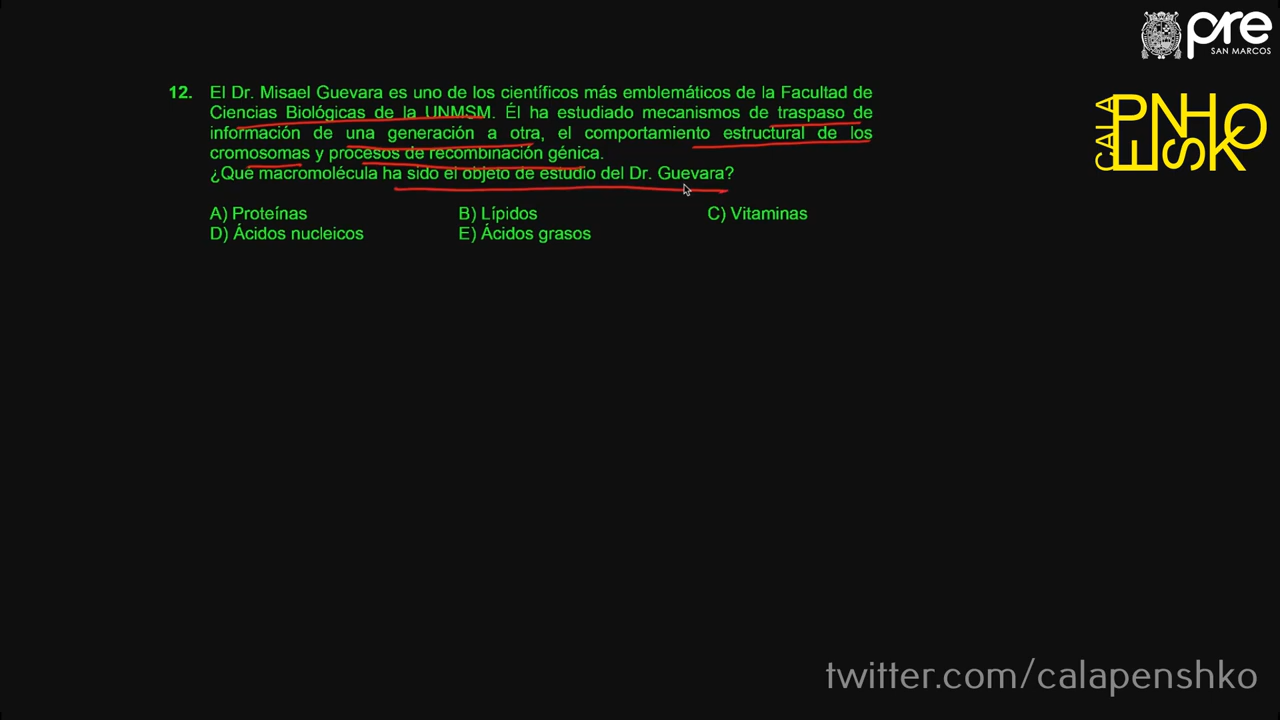 pre
SAN MARCOS
CALA
PENSHKO
12. El Dr. Misael Guevara es uno de los científicos más emblemáticos de la Facultad de
Ciencias Biológicas de la UNMSM. Él ha estudiado mecanismos de traspaso de
información de una generación a otra, el comportamiento estructural de los
cromosomas y procesos de recombinación génica.
¿Qué macromolécula ha sido el objeto de estudio del Dr. Guevara?
A) Proteínas B) Lípidos C) Vitaminas
D) Ácidos nucleicos E) Ácidos grasos
twitter.com/calapenshko